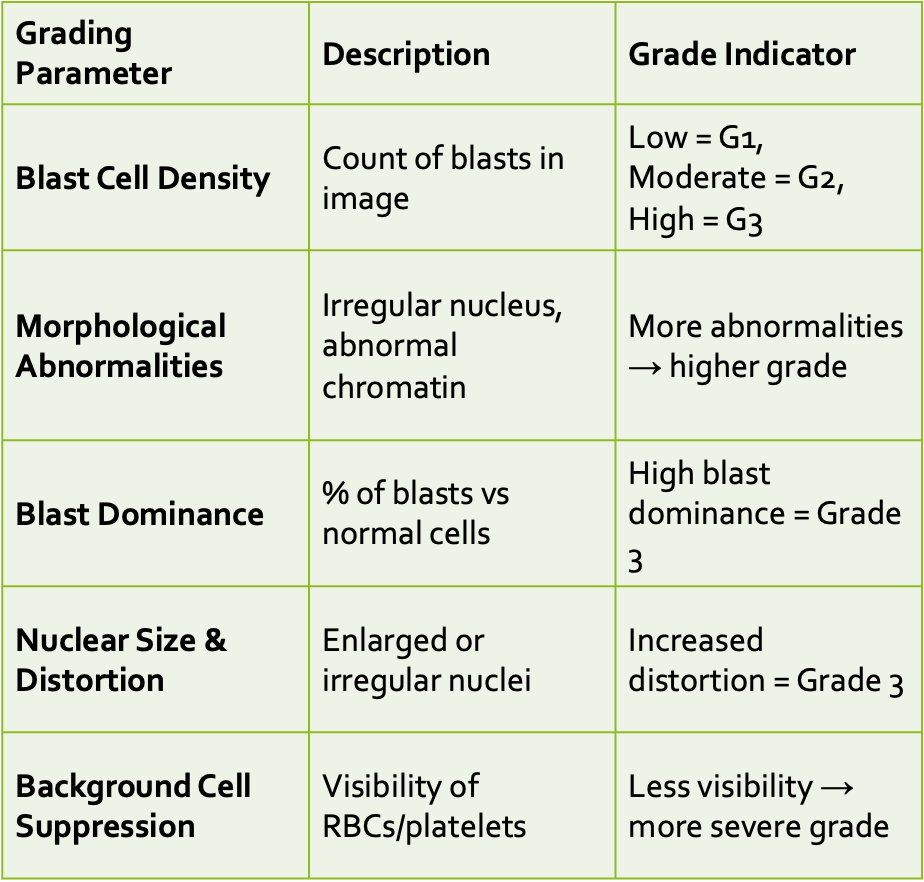 Grading
Parameter
Description
Grade Indicator
Blast Cell Density
Count of blasts in
image
Low = G1,
Moderate = G2,
High = G3
Morphological
Abnormalities
Irregular nucleus,
abnormal
chromatin
More abnormalities
→ higher grade
Blast Dominance
% of blasts vs
normal cells
High blast
dominance = Grade
3
Nuclear Size &
Distortion
Enlarged or
irregular nuclei
Increased
distortion = Grade 3
Background Cell
Suppression
Visibility of
RBCs/platelets
Less visibility →
more severe grade